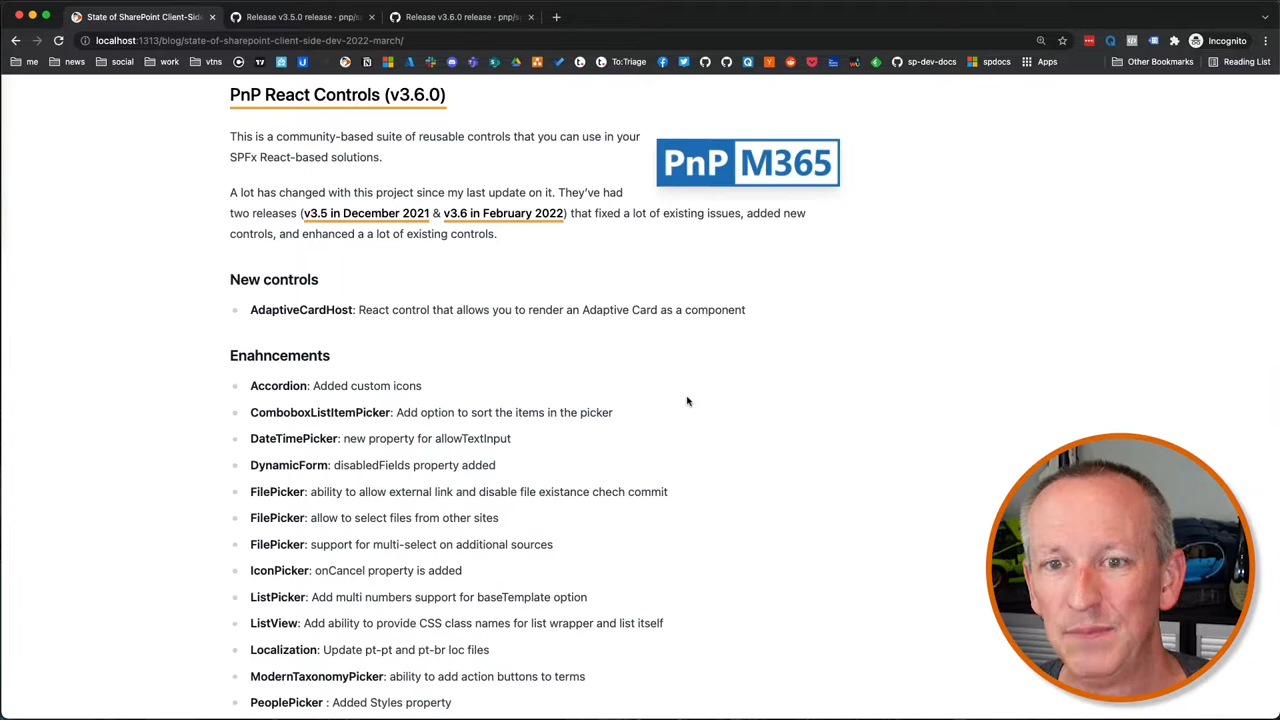 State of SharePoint Client-Side
Release v3.5.0 release · pnp/s
Release v3.6.0 release · pnp/
localhost:1313/blog/state-of-sharepoint-client-side-dev-2022-march/
Incognito
me
news
social
work
vtns
To:Triage
sp-dev-docs
spdocs
Apps
Other Bookmarks
Reading List
PnP React Controls (v3.6.0)
This is a community-based suite of reusable controls that you can use in your
SPFx React-based solutions.
PnP M365
A lot has changed with this project since my last update on it. They've had
two releases (v3.5 in December 2021 & v3.6 in February 2022) that fixed a lot of existing issues, added new
controls, and enhanced a a lot of existing controls.
New controls
AdaptiveCardHost: React control that allows you to render an Adaptive Card as a component
Enahncements
Accordion: Added custom icons
ComboboxListItemPicker: Add option to sort the items in the picker
DateTimePicker: new property for allowTextInput
DynamicForm: disabledFields property added
FilePicker: ability to allow external link and disable file existance chech commit
FilePicker: allow to select files from other sites
FilePicker: support for multi-select on additional sources
IconPicker: onCancel property is added
ListPicker: Add multi numbers support for baseTemplate option
ListView: Add ability to provide CSS class names for list wrapper and list itself
Localization: Update pt-pt and pt-br loc files
ModernTaxonomyPicker: ability to add action buttons to terms
PeoplePicker : Added Styles property